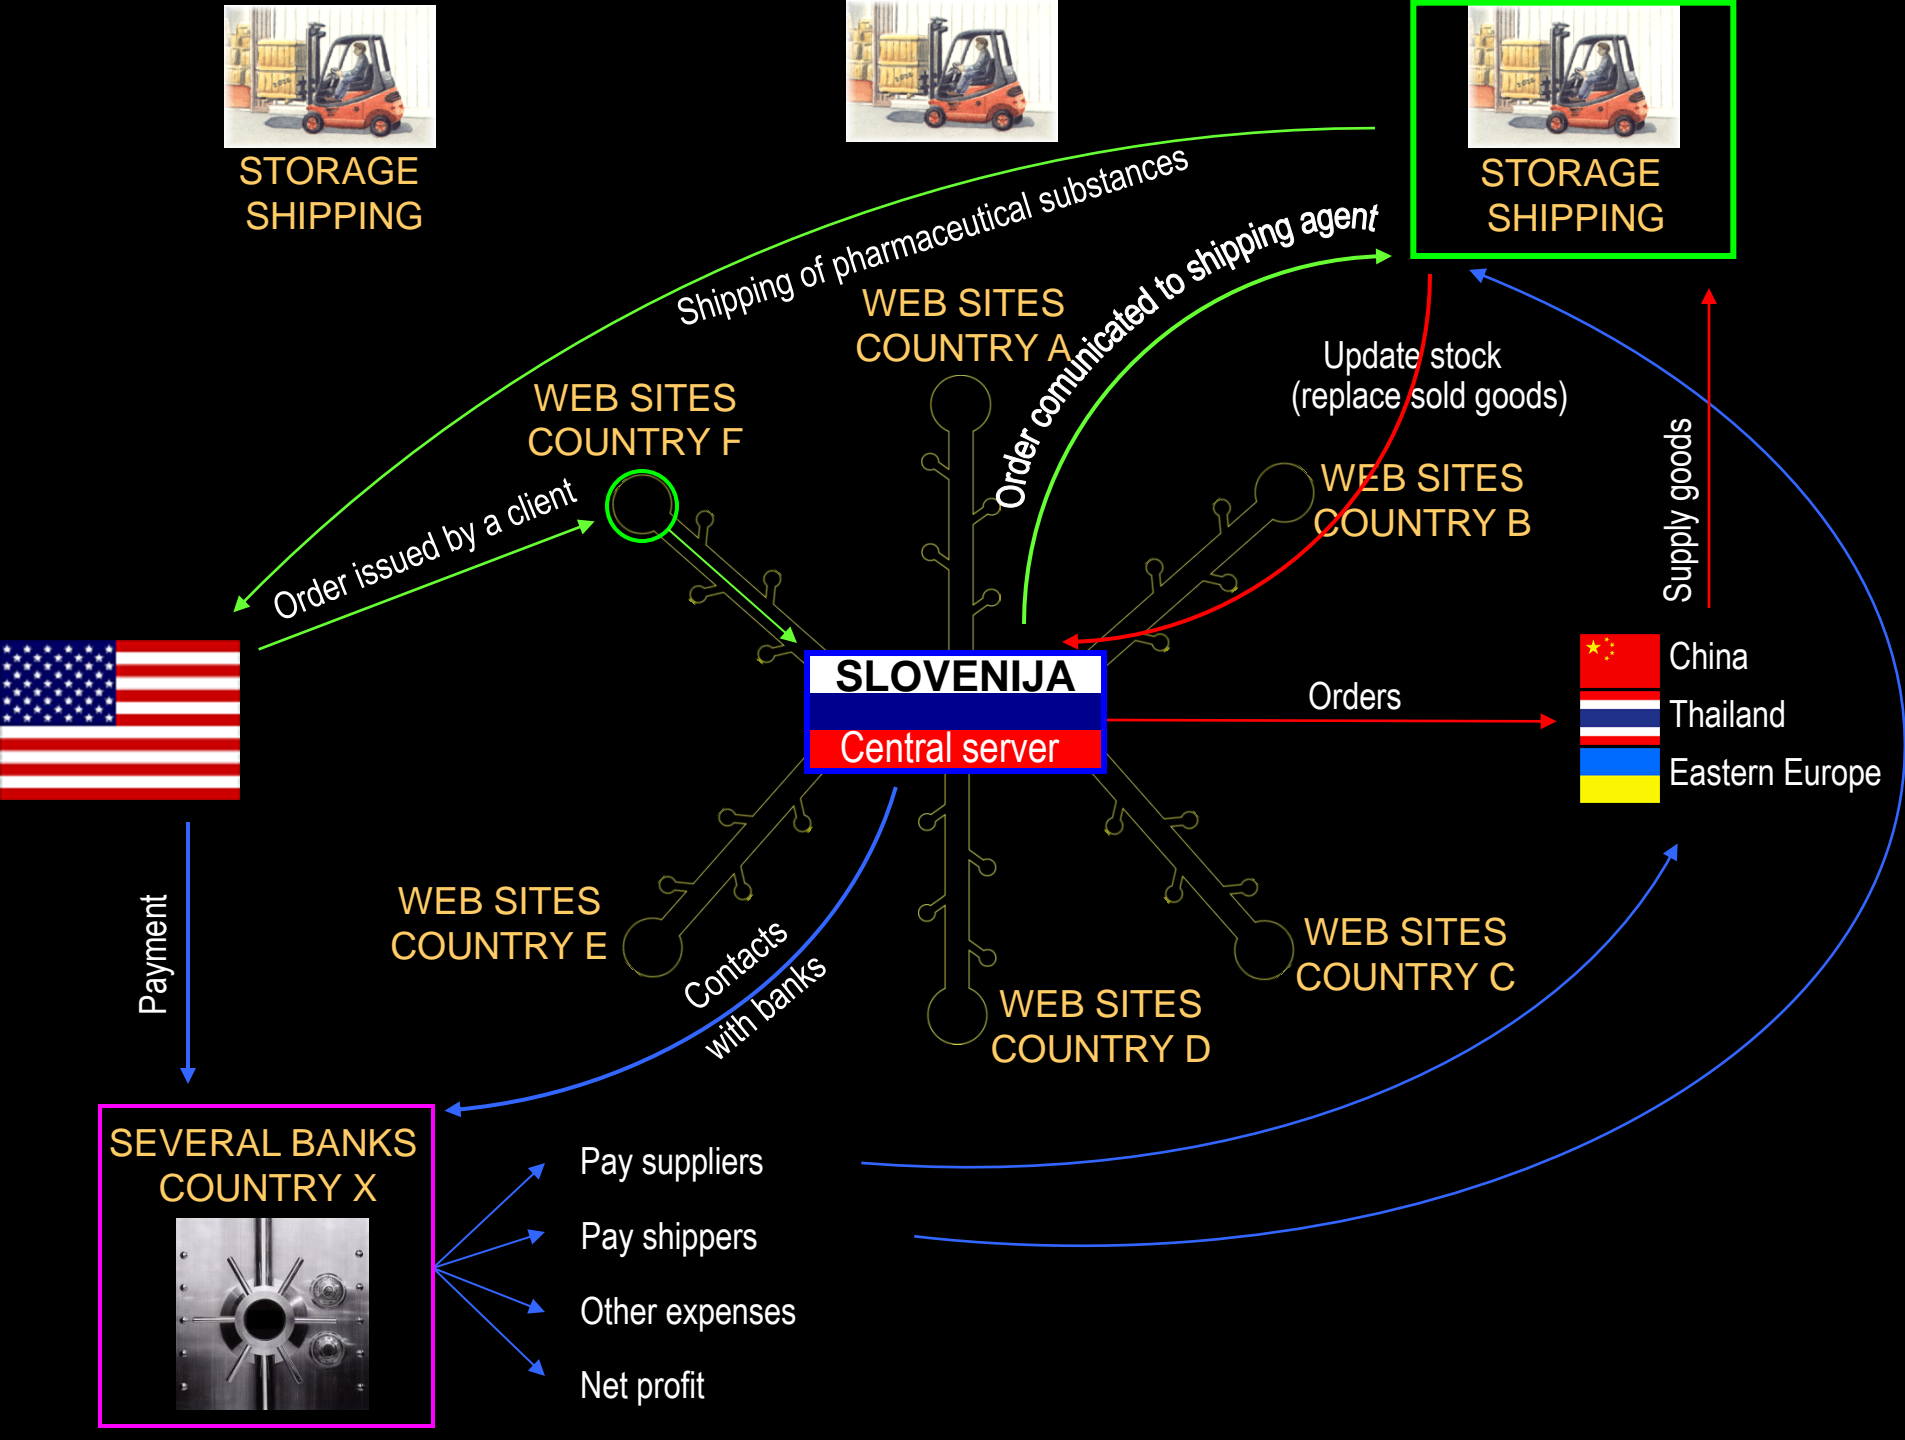 STORAGE
SHIPPING
STORAGE
SHIPPING
Shipping of pharmaceutical substances
Order comunicated to shipping agent
WEB SITES
COUNTRY A
Update stock
(replace sold goods)
WEB SITES
COUNTRY F
WEB SITES
COUNTRY B
Supply goods
Order issued by a client
SLOVENIJA
Central server
Orders
China
Thailand
Eastern Europe
Payment
WEB SITES
COUNTRY E
Contacts
with banks
WEB SITES
COUNTRY C
WEB SITES
COUNTRY D
SEVERAL BANKS
COUNTRY X
Pay suppliers
Pay shippers
Other expenses
Net profit